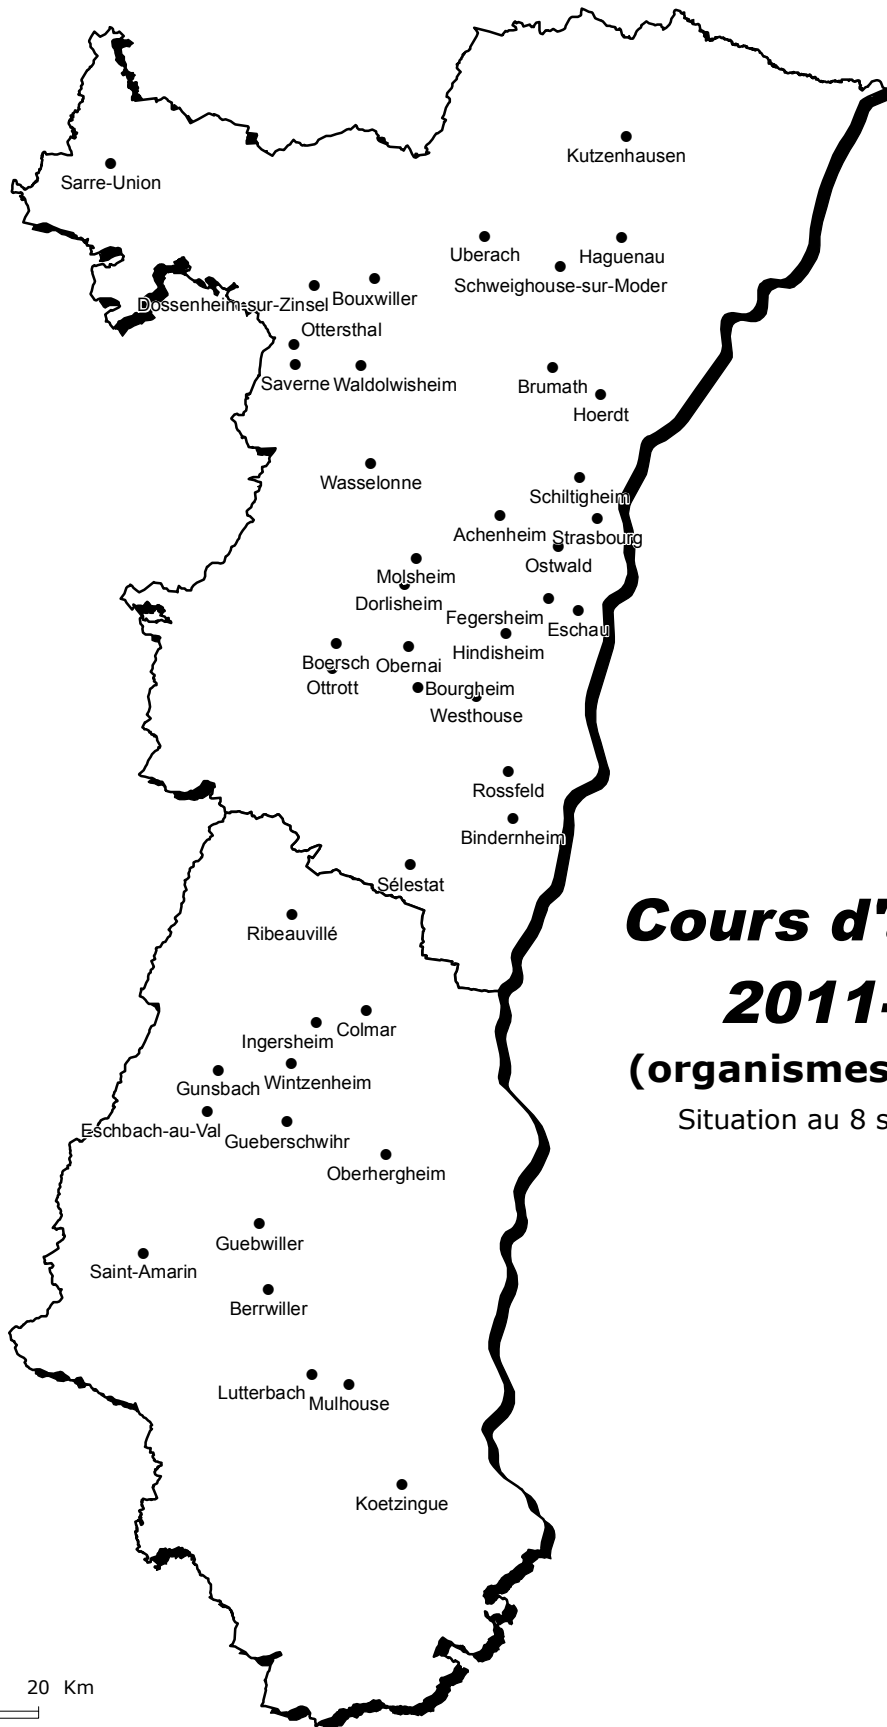 Kutzenhausen
Sarre-Union
Uberach
Haguenau
Schweighouse-sur-Moder
Dossenheim-sur-Zinsel
Bouxwiller
Ottersthal
Saverne
Waldolwisheim
Brumath
Hoerdt
Wasselonne
Schiltigheim
Achenheim
Strasbourg
Ostwald
Molsheim
Dorlisheim
Fegersheim
Eschau
Hindisheim
Boersch
Obernai
Ottrott
Bourgheim
Westhouse
Rossfeld
Bindernheim
Sélestat
Ribeauvillé
Cours d'
2011-
(organismes
Situation au 8 s
Colmar
Ingersheim
Wintzenheim
Gunsbach
Eschbach-au-Val
Gueberschwihr
Oberhergheim
Guebwiller
Saint-Amarin
Berrwiller
Lutterbach
Mulhouse
Koetzingue
20 Km